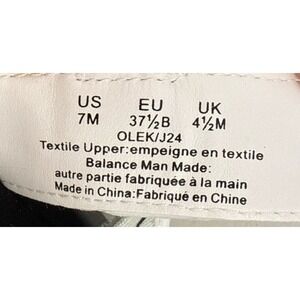 US EU UK
7M 37½B 4½M
OLEK/J24
Textile Upper:empeigne en textile
Balance Man Made:
autre partie fabriquée à la main
Made in China:Fabriqué en Chine